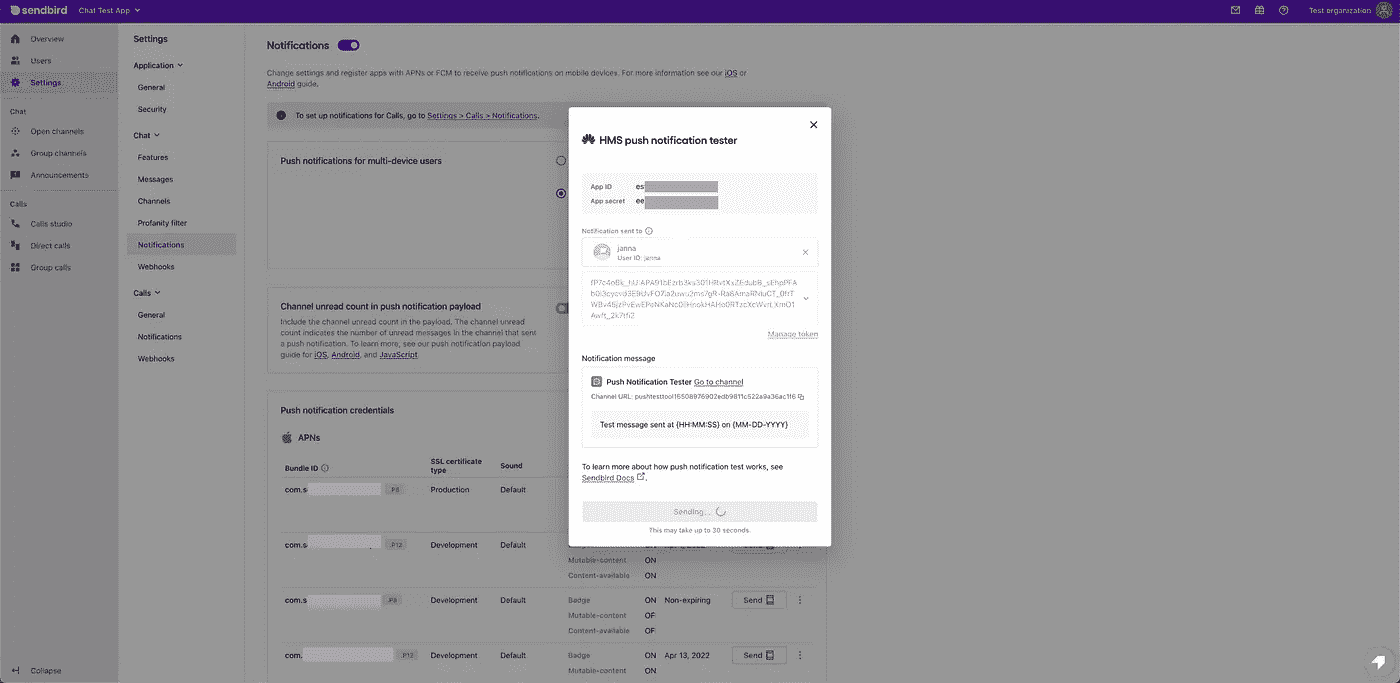 sendbird
Chat Test App
Test organization
Overview
Users
Settings
Chat
Open channels
Group channels
Announcements
Calls
Calls studio
Direct calls
Group calls
Collapse
Settings
Application
General
Security
Chat
Features
Messages
Channels
Profanity filter
Notifications
Webhooks
Calls
General
Notifications
Webhooks
Notifications
Change settings and register apps with APNs or FCM to receive push notifications on mobile devices. For more information see our iOS or
Android guide.
To set up notifications for Calls, go to Settings > Calls > Notifications.
Push notifications for multi-device users
Channel unread count in push notification payload
Include the channel unread count in the payload. The channel unread
count indicates the number of unread messages in the channel that sent
a push notification. To learn more, see our push notification payload
guide for iOS, Android, and JavaScript.
Push notification credentials
APNs
Bundle ID
SSL certificate
type
Sound
com.s P8 Production Default
com.s P12 Development Default
Mutable-content ON
Content-available ON
com.s P8 Development Default Badge ON Non-expiring Send
Mutable-content OF
Content-available OF
com. P12 Development Default Badge ON Apr 13, 2022 Send
Mutable-content ON
HMS push notification tester
App ID es
App secret ee
Notification sent to
janna
User ID: janna
Manage token
Notification message
Push Notification Tester Go to channel
Channel URL:
Test message sent at {HH:MM:SS} on {MM-DD-YYYY}
To learn more about how push notification test works, see
Sendbird Docs.
Sending...
This may take up to 30 seconds.